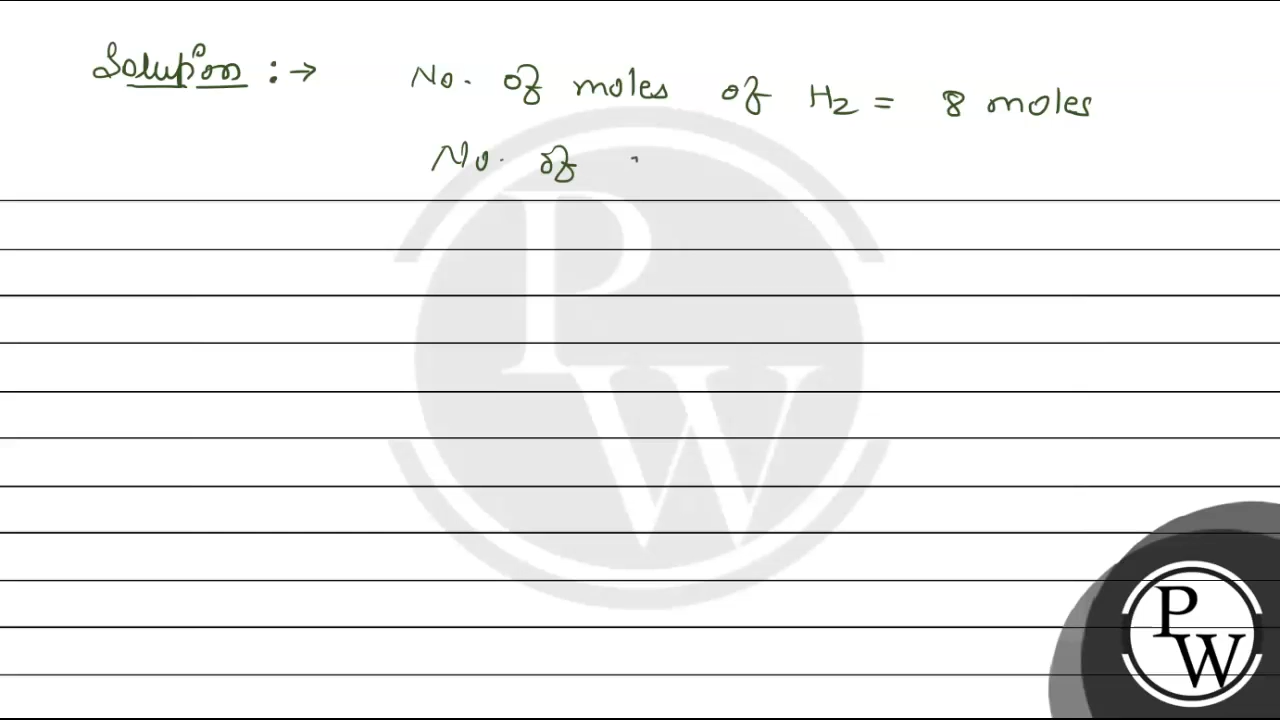 Solution :→ No. of moles of H2 = 8 moles
No. of
P
W
P
W